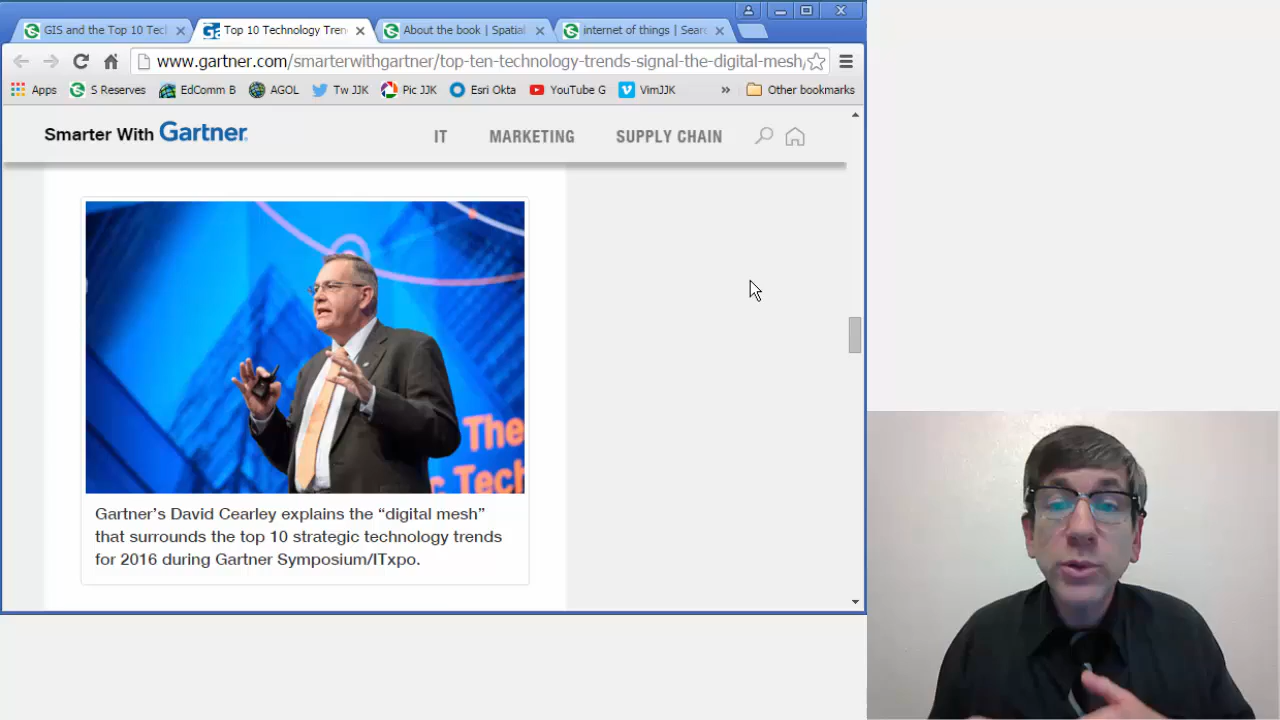 GIS and the Top 10 Tecl
Top 10 Technology Tren
About the book | Spatial
internet of things | Sear
www.gartner.com/smarterwithgartner/top-ten-technology-trends-signal-the-digital-mesh/
Apps
S Reserves
EdComm B
AGOL
Tw JJK
Pic JJK
Esri Okta
YouTube G
VimJJK
»
Other bookmarks
Smarter With Gartner
IT
MARKETING
SUPPLY CHAIN
The
c Tech
Gartner's David Cearley explains the “digital mesh”
that surrounds the top 10 strategic technology trends
for 2016 during Gartner Symposium/ITxpo.